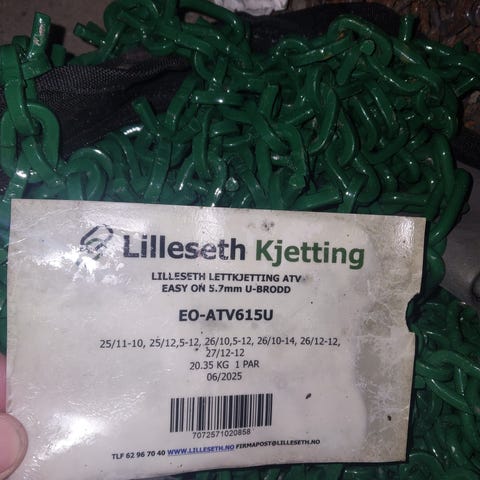 Lilleseth Kjetting
LILLESETH LETTKJETTING ATV
EASY ON 5.7mm U-BRODD
EO-ATV615U
25/11-10, 25/12,5-12, 26/10,5-12, 26/10-14, 26/12-12,
27/12-12
20.35 KG 1 PAR
06/2025
7072571020858
TLF 62 96 70 40 WWW.LILLESETH.NO FIRMAPOST@LILLESETH.NO